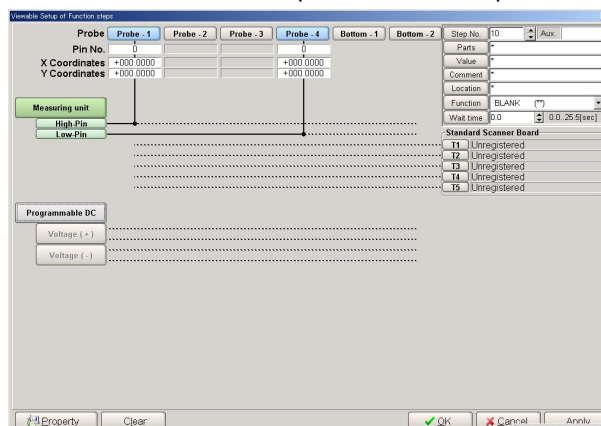 Viewable Setup of Function steps
Probe Probe - 1 Probe - 2 Probe - 3 Probe - 4 Bottom - 1 Bottom - 2 Step No. 10 Aux.
Pin No. 0 0 Parts *
X Coordinates +000.0000 +000.0000 Value *
Y Coordinates +000.0000 +000.0000 Comment *
Location *
Measuring unit Function BLANK (**)
High-Pin Wait time 0.0 0.0..25.5[sec]
Low-Pin Standard Scanner Board
T1 Unregistered
T2 Unregistered
T3 Unregistered
T4 Unregistered
T5 Unregistered
Programmable DC
Voltage ( + )
Voltage ( - )
Property Clear OK Cancel Apply